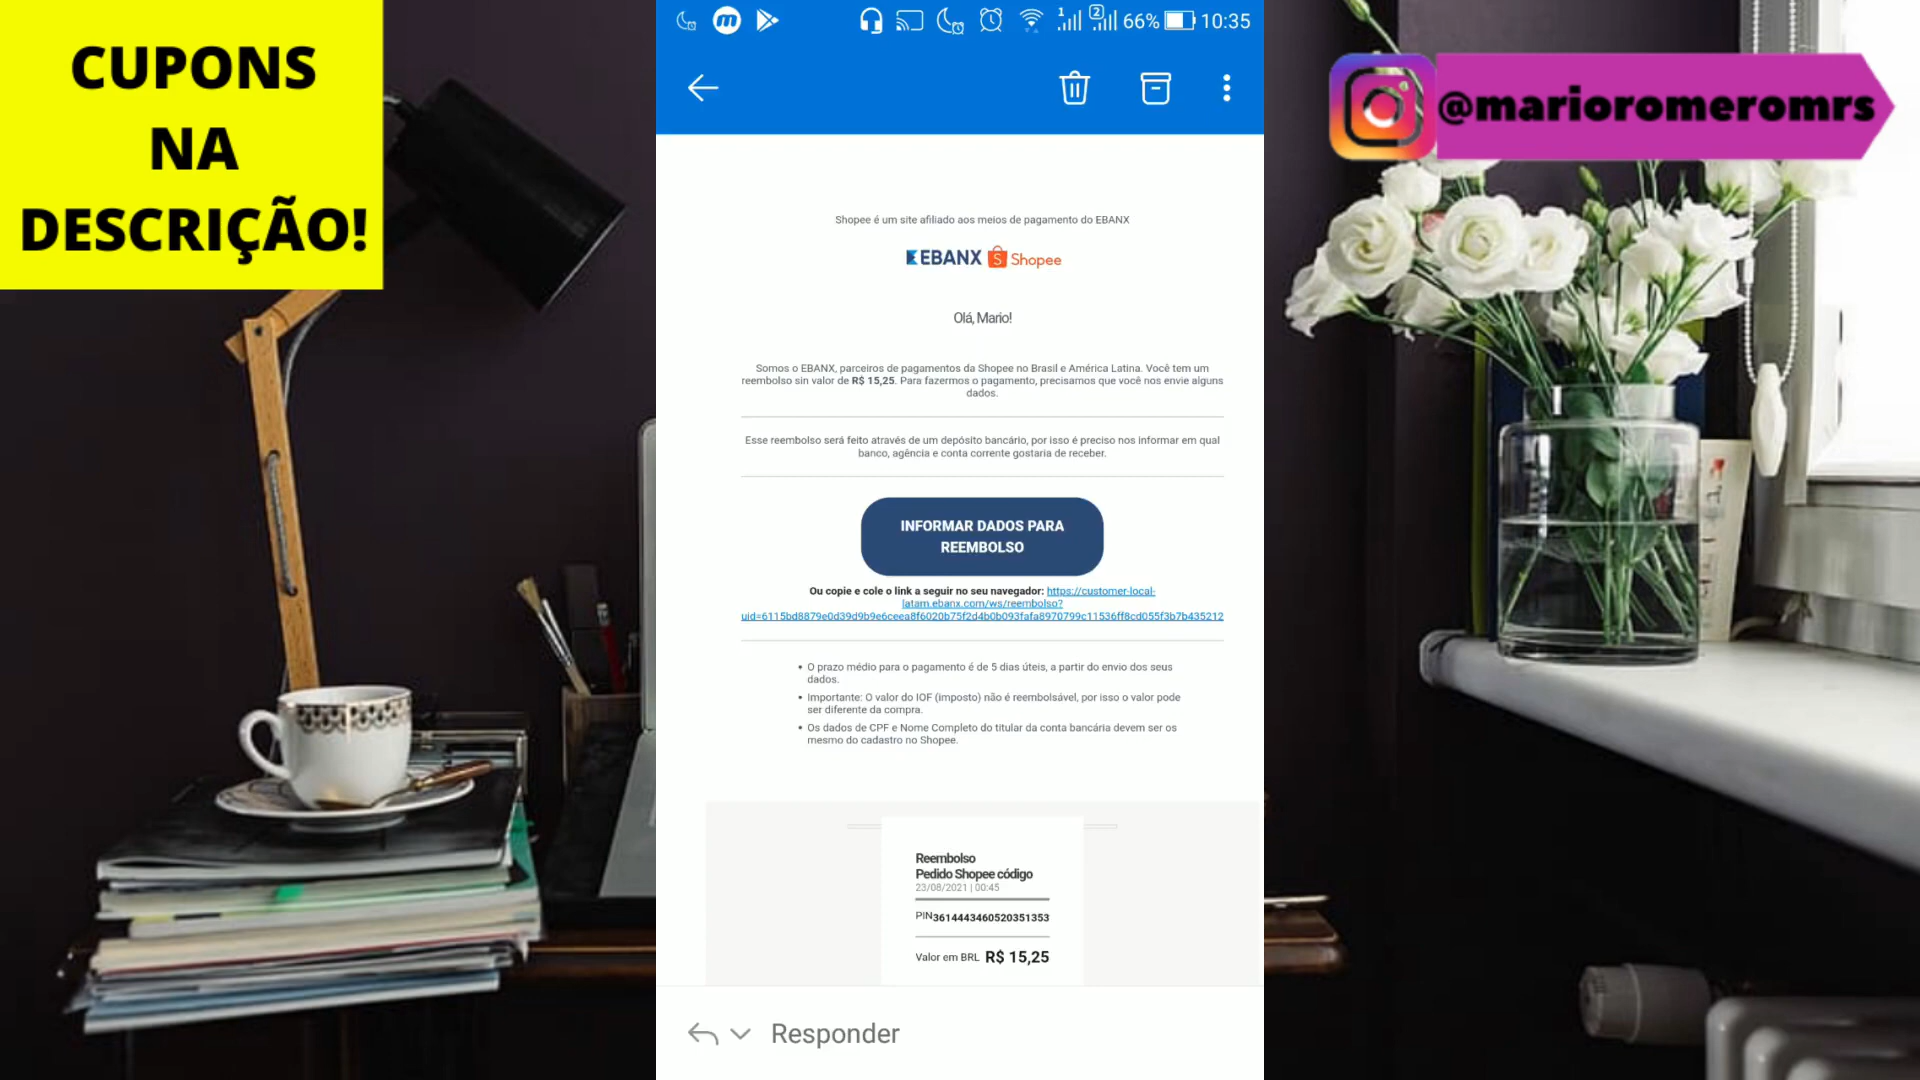 CUPONS
NA
DESCRIÇÃO!
1
2
66%
10:35
@marioromeromrs
Shopee é um site afiliado aos meios de pagamento do EBANX
EBANX Shopee
Olá, Mario!
Somos o EBANX, parceiros de pagamentos da Shopee no Brasil e América Latina. Você tem um
reembolso sin valor de R$ 15,25. Para fazermos o pagamento, precisamos que você nos envie alguns
dados.
Esse reembolso será feito através de um depósito bancário, por isso é preciso nos informar em qual
banco, agência e conta corrente gostaria de receber.
INFORMAR DADOS PARA
REEMBOLSO
Ou copie e cole o link a seguir no seu navegador: https://customer-local-
latam.ebanx.com/ws/reembolso?
uid=6115bd8879e0d39d9b9e6ceea8f6020b75f2d4b0b093fafa8970799c11536ff8cd055f3b7b435212
• O prazo médio para o pagamento é de 5 dias úteis, a partir do envio dos seus
dados.
• Importante: O valor do IOF (imposto) não é reembolsável, por isso o valor pode
ser diferente da compra.
• Os dados de CPF e Nome Completo do titular da conta bancária devem ser os
mesmo do cadastro no Shopee.
Reembolso
Pedido Shopee código
23/08/2021 | 00:45
PIN 3614443460520351353
Valor em BRL R$ 15,25
Responder